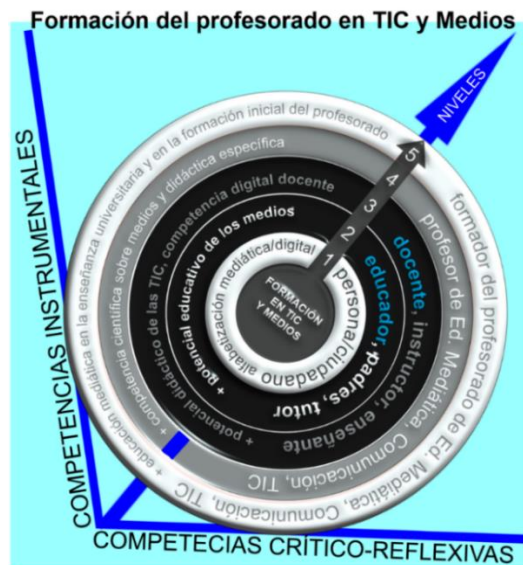 Formación del profesorado en TIC y Medios
NIVELES
COMPETENCIAS INSTRUMENTALES
COMPETECIAS CRÍTICO-REFLEXIVAS
FORMACIÓN
EN TIC
Y MEDIOS
1 2 3 4 5
alfabetización mediática/digital
personal/ciudadano
+ potencial educativo de los medios
educador, padres, tutor
+ potencial didáctico de las TIC, competencia digital docente
docente, instructor, enseñante
+ competencia científica sobre medios y didáctica específica
profesor de Ed. Mediática, Comunicación, TIC
+ educación mediática en la enseñanza universitaria y en la formación inicial del profesorado
formador del profesorado de Ed. Mediática, Comunicación, TIC